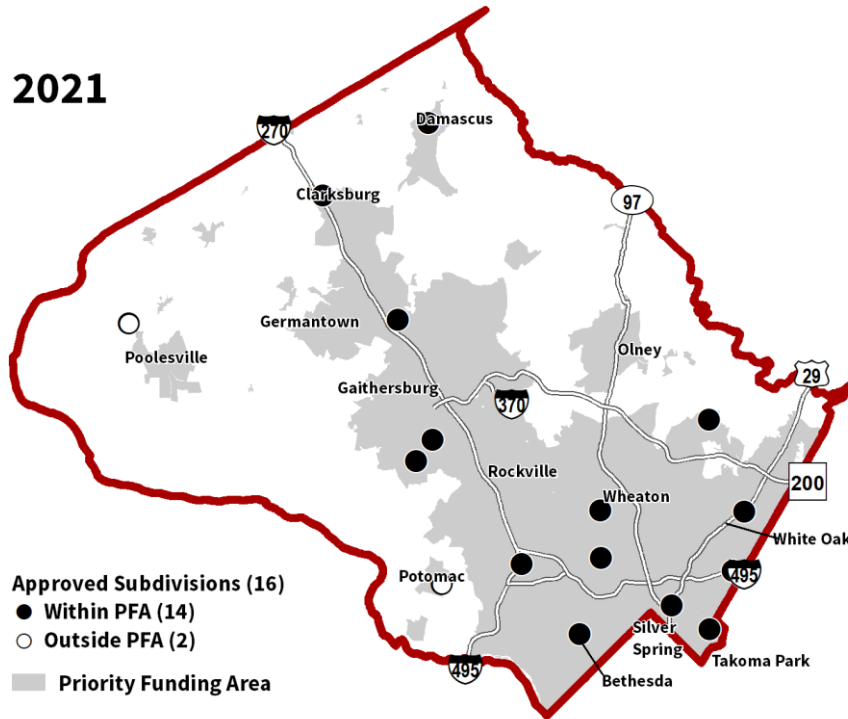 2021
Damascus
270
Clarksburg
97
Germantown
Poolesville
Olney
29
Gaithersburg
370
Rockville
200
Wheaton
White Oak
Potomac
495
Approved Subdivisions (16)
Within PFA (14)
Outside PFA (2)
Priority Funding Area
495
Silver
Spring
Takoma Park
Bethesda